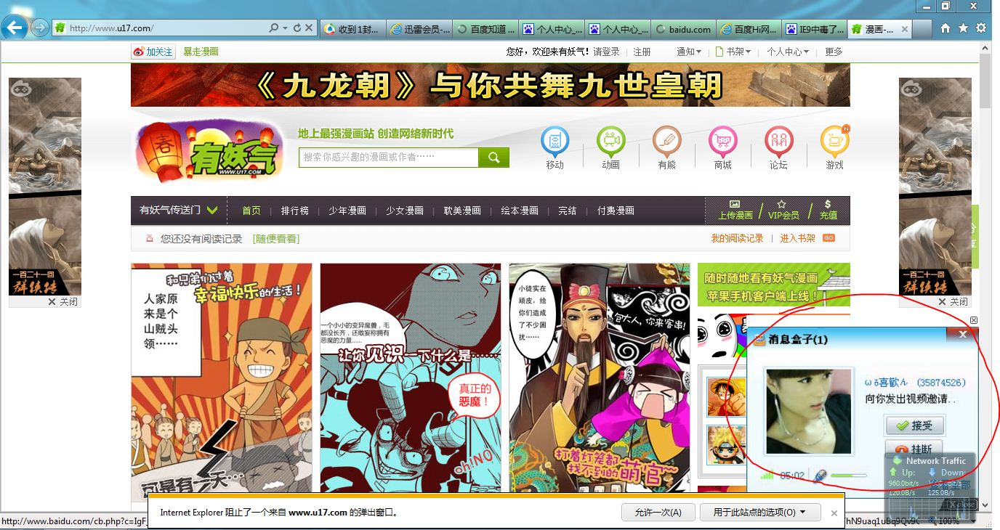 http://www.u17.com/
收到1封...
迅雷会员-...
百度知道 ...
个人中心_...
个人中心_...
baidu.com
百度Hi网...
IE9中毒了...
漫画-...
加关注
暴走漫画
您好，欢迎来有妖气！请登录
注册
通知
书架
个人中心
更多
《九龙朝》与你共舞九世皇朝
春
有妖气
WWW.U17.COM
地上最强漫画站 创造网络新时代
搜索你感兴趣的漫画或作者……
移动
动画
有熊
商城
论坛
N
游戏
有妖气传送门
首页
排行榜
少年漫画
少女漫画
耽美漫画
绘本漫画
完结
付费漫画
上传漫画
VIP会员
$
充值
您还没有阅读记录 [随便看看]
我的阅读记录
进入书架
GO
一百二十一回
群侠传
关闭
一百二十一回
群侠传
关闭
和兄弟们过着
幸福快乐的生活！
人家原
来是个
山贼头
领……
可是有一天…
一个小小的变异魔兽，毛
都没长齐，还敢妄称拥有
恶魔的力量……
让你见识一下什么是……
真正的
恶魔！
oh!NO
小徒实在
顽皮，给
你们造成
了不少困
扰……
包大人，你来客串！
打着灯笼都
找不到的萌官~~
随时随地看有妖气漫画
苹果手机客户端上线！
消息盒子(1)
喜歡
(35874526)
向你发出视频邀请..
接受
挂断
05:02
Network Traffic
Up:
Down:
960.0bit/s
120.0B/s
125.0B/s
close
Internet Explorer 阻止了一个来自 www.u17.com 的弹出窗口。
允许一次(A)
用于此站点的选项(O)
http://www.baidu.com/cb.php?c=IgF_
100%